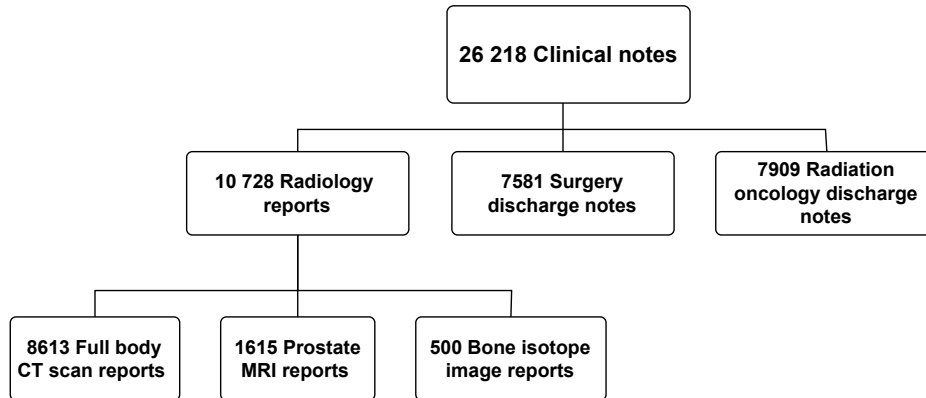 26 218 Clinical notes
10 728 Radiology
reports
7581 Surgery
discharge notes
7909 Radiation
oncology discharge
notes
8613 Full body
CT scan reports
1615 Prostate
MRI reports
500 Bone isotope
image reports